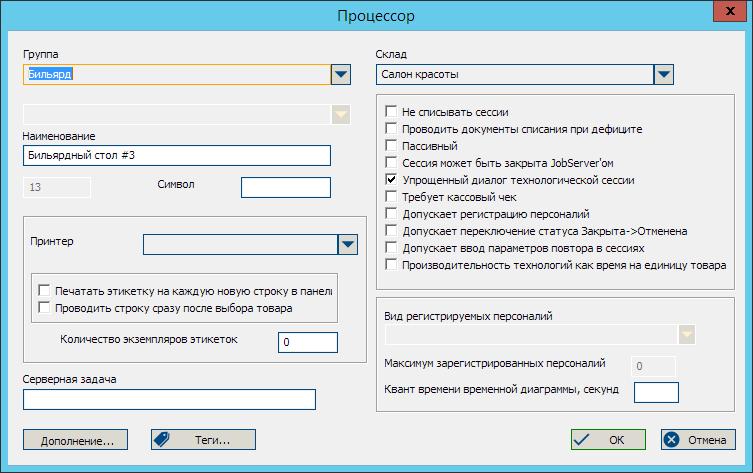 Процессор
x
Группа
Бильярд
Наименование
Бильярдный стол #3
13
Символ
Принтер
Печатать этикетку на каждую новую строку в панели
Проводить строку сразу после выбора товара
Количество экземпляров этикеток
0
Серверная задача
Дополнение...
Теги...
Склад
Салон красоты
Не списывать сессии
Проводить документы списания при дефиците
Пассивный
Сессия может быть закрыта JobServer'ом
Упрощенный диалог технологической сессии
Требует кассовый чек
Допускает регистрацию персоналий
Допускает переключение статуса Закрыта->Отменена
Допускает ввод параметров повтора в сессиях
Производительность технологий как время на единицу товара
Вид регистрируемых персоналий
Максимум зарегистрированных персоналий
0
Квант времени временной диаграммы, секунд
ОК
Отмена